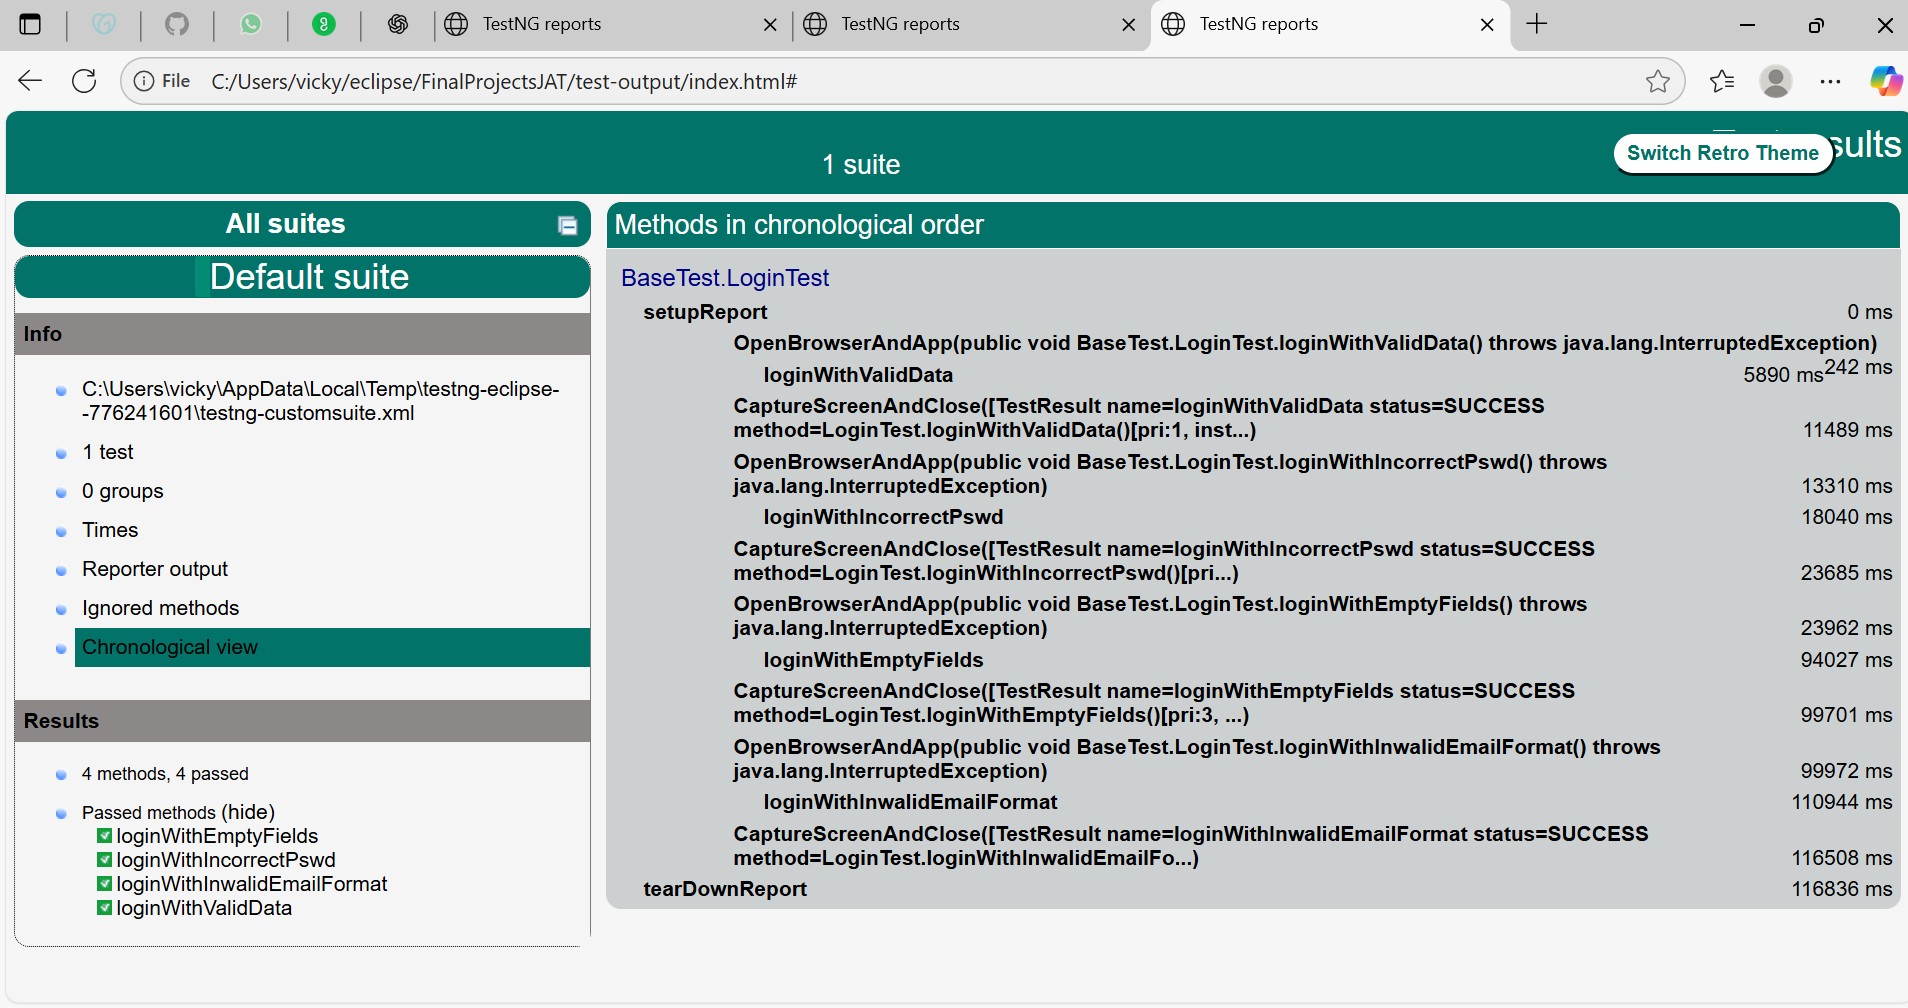 TestNG reports
TestNG reports
TestNG reports
File C:/Users/vicky/eclipse/FinalProjectsJAT/test-output/index.html#
1 suite
Switch Retro Theme
sults
All suites
Default suite
Info
C:\Users\vicky\AppData\Local\Temp\testng-eclipse-
-776241601\testng-customsuite.xml
1 test
0 groups
Times
Reporter output
Ignored methods
Chronological view
Results
4 methods, 4 passed
Passed methods (hide)
loginWithEmptyFields
loginWithIncorrectPswd
loginWithInwalidEmailFormat
loginWithValidData
Methods in chronological order
BaseTest.LoginTest
setupReport 0 ms
OpenBrowserAndApp(public void BaseTest.LoginTest.loginWithValidData() throws java.lang.InterruptedException)
242 ms
loginWithValidData 5890 ms
CaptureScreenAndClose([TestResult name=loginWithValidData status=SUCCESS
method=LoginTest.loginWithValidData()[pri:1, inst...) 11489 ms
OpenBrowserAndApp(public void BaseTest.LoginTest.loginWithIncorrectPswd() throws
java.lang.InterruptedException) 13310 ms
loginWithIncorrectPswd 18040 ms
CaptureScreenAndClose([TestResult name=loginWithIncorrectPswd status=SUCCESS
method=LoginTest.loginWithIncorrectPswd()[pri...) 23685 ms
OpenBrowserAndApp(public void BaseTest.LoginTest.loginWithEmptyFields() throws
java.lang.InterruptedException) 23962 ms
loginWithEmptyFields 94027 ms
CaptureScreenAndClose([TestResult name=loginWithEmptyFields status=SUCCESS
method=LoginTest.loginWithEmptyFields()[pri:3, ...) 99701 ms
OpenBrowserAndApp(public void BaseTest.LoginTest.loginWithInwalidEmailFormat() throws
java.lang.InterruptedException) 99972 ms
loginWithInwalidEmailFormat 110944 ms
CaptureScreenAndClose([TestResult name=loginWithInwalidEmailFormat status=SUCCESS
method=LoginTest.loginWithInwalidEmailFo...) 116508 ms
tearDownReport 116836 ms